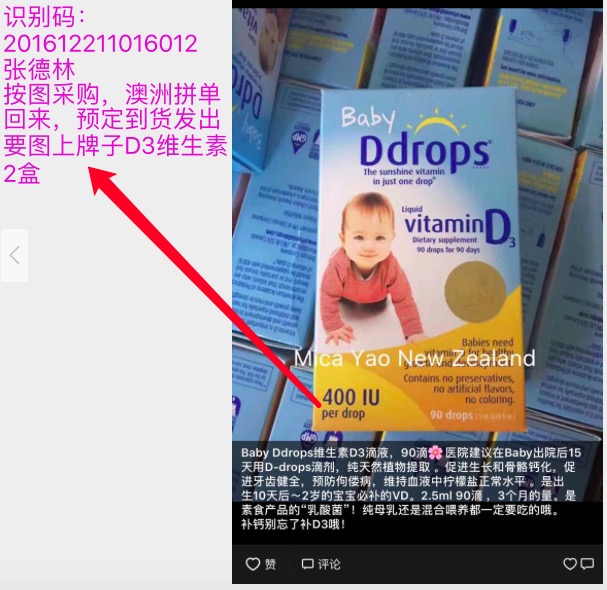 识别码：
201612211016012
张德林
按图采购，澳洲拼单
回来，预定到货发出
要图上牌子D3维生素
2盒
Baby
Ddrops
The sunshine vitamin
in just one drop
Liquid
vitamin D3
Dietary supplement
90 drops for 90 days
Babies need
Mica Yao New Zealand
Contains no preservatives,
no artificial flavors,
no coloring.
400 IU
per drop
90 drops
Baby Ddrops维生素D3滴液，90滴🌸医院建议在Baby出院后15
天用D-drops滴剂，纯天然植物提取 。促进生长和骨骼钙化，促
进牙齿健全，预防佝偻病，维持血液中柠檬盐正常水平 。是出
生10天后～2岁的宝宝必补的VD。2.5ml 90滴 ，3个月的量。是
素食产品的“乳酸菌”！纯母乳还是混合喂养都一定要吃的哦。
补钙别忘了补D3哦！
赞
评论